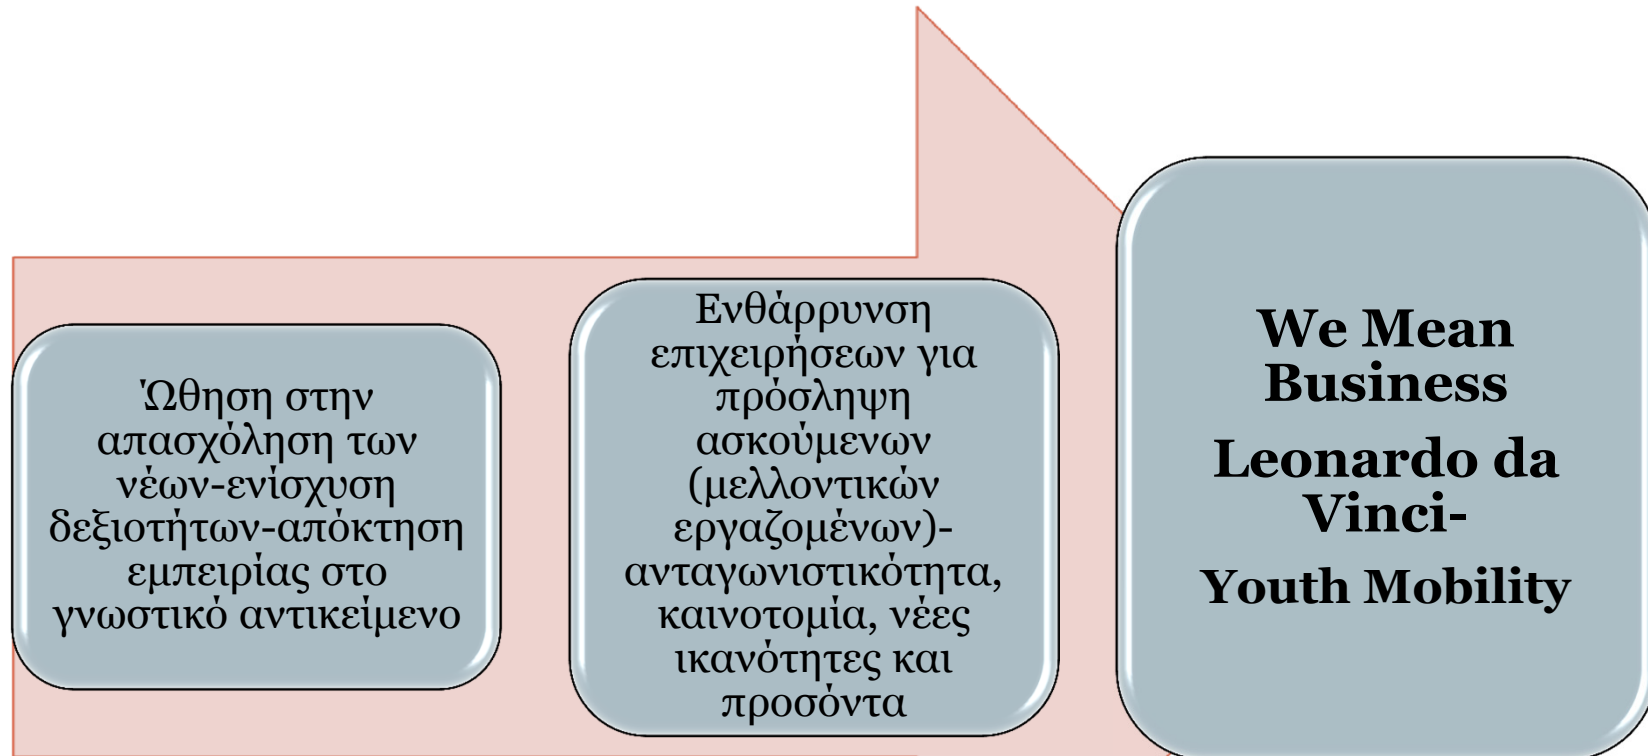 Ώθηση στην
απασχόληση των
νέων-ενίσχυση
δεξιοτήτων-απόκτηση
εμπειρίας στο
γνωστικό αντικείμενο
Ενθάρρυνση
επιχειρήσεων για
πρόσληψη
ασκούμενων
(μελλοντικών
εργαζομένων)-
ανταγωνιστικότητα,
καινοτομία, νέες
ικανότητες και
προσόντα
We Mean
Business
Leonardo da
Vinci-
Youth Mobility